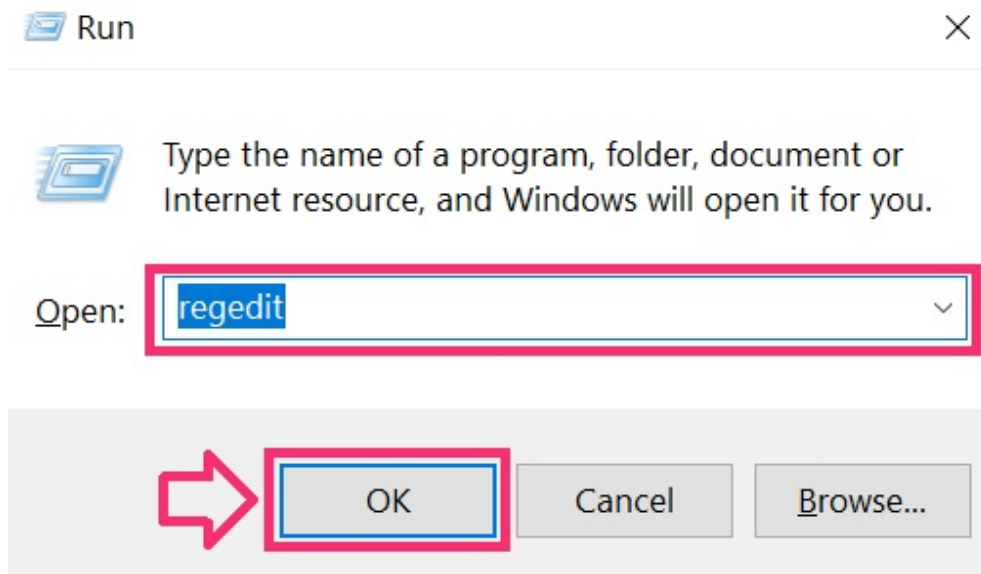 Run
Type the name of a program, folder, document or
Internet resource, and Windows will open it for you.
Open: regedit
OK Cancel Browse...